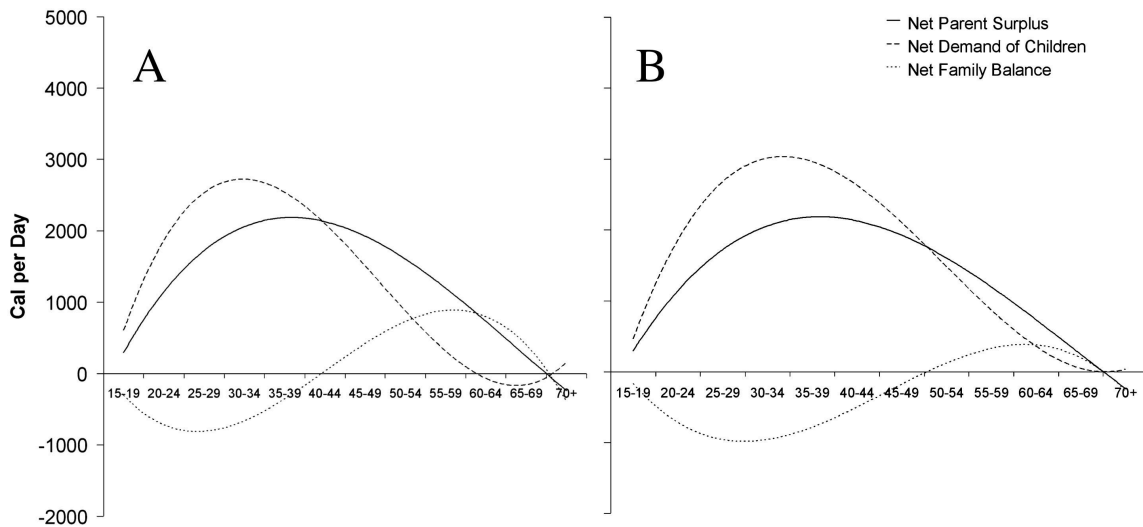 A
B
Net Parent Surplus
Net Demand of Children
Net Family Balance
Cal per Day
5000
4000
3000
2000
1000
0
-1000
-2000
15-19 20-24 25-29 30-34 35-39 40-44 45-49 50-54 55-59 60-64 65-69 70+
15-19 20-24 25-29 30-34 35-39 40-44 45-49 50-54 55-59 60-64 65-69 70+